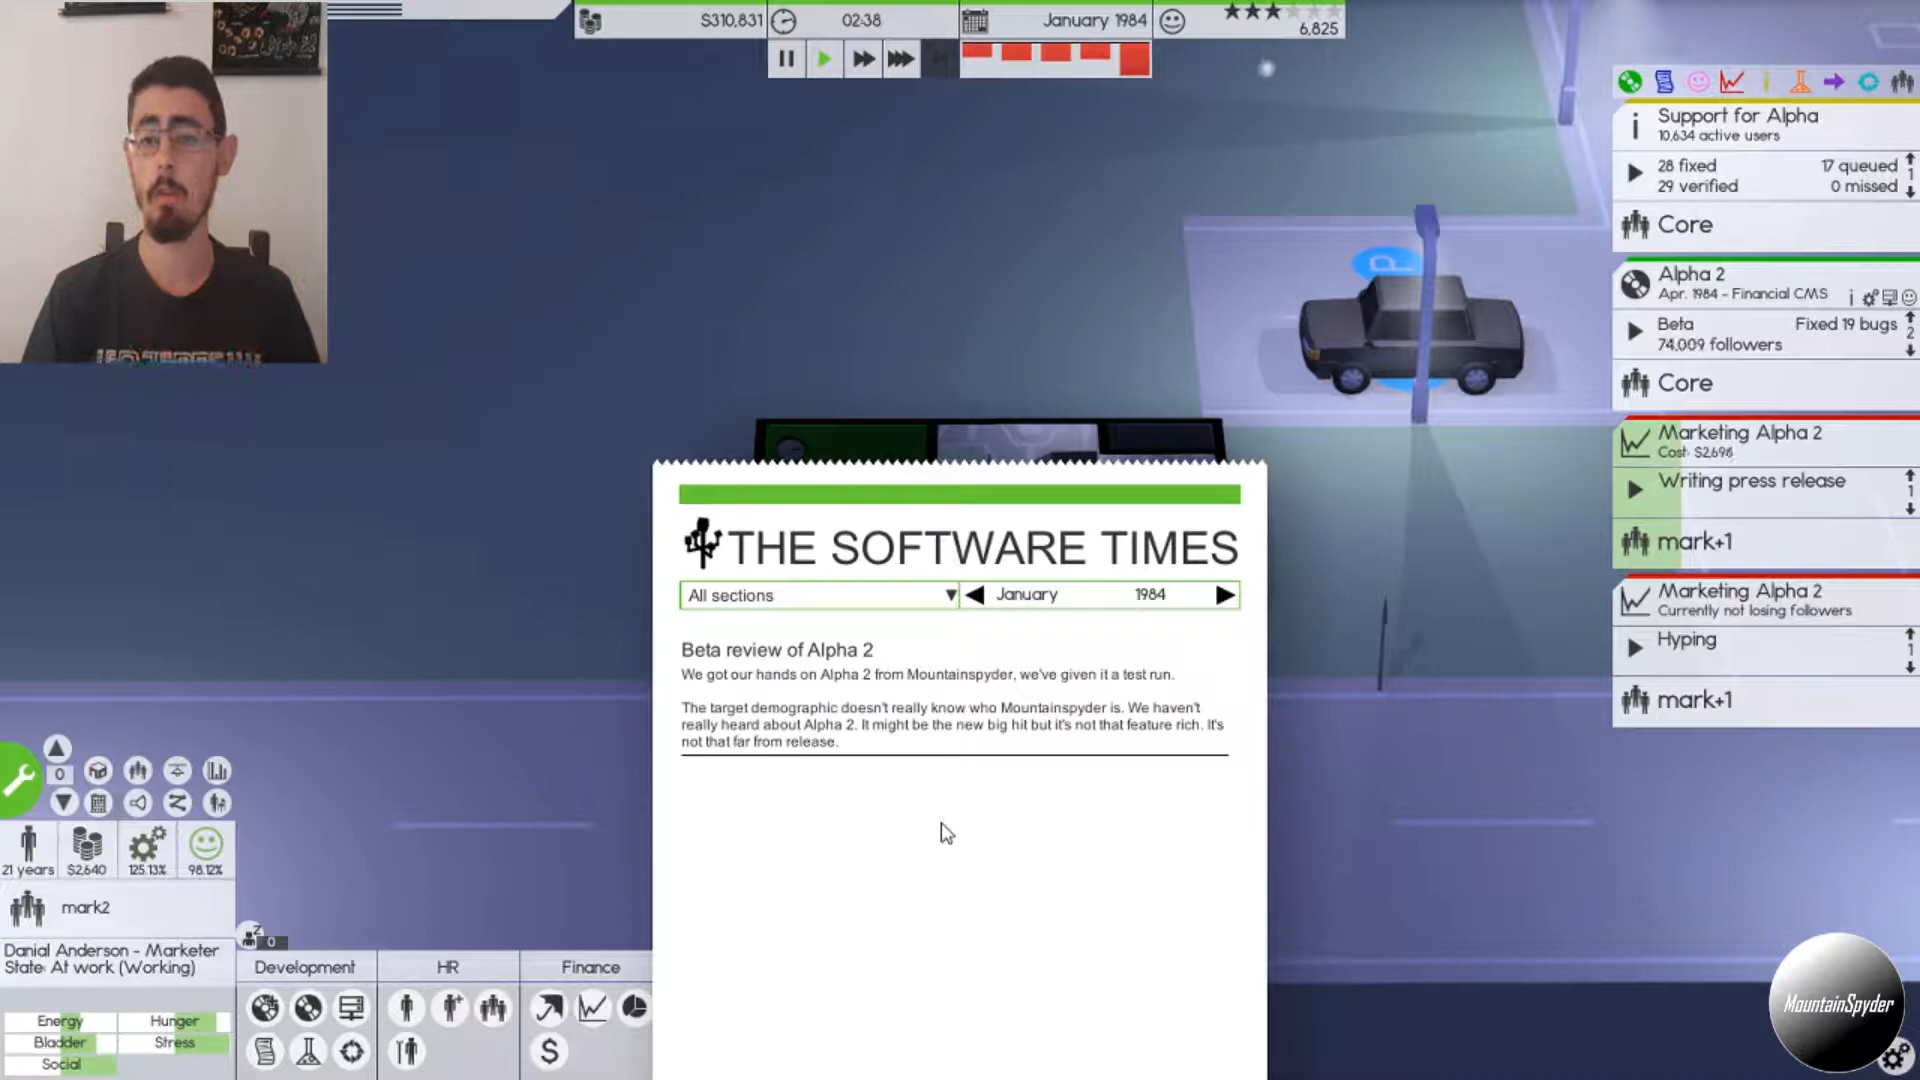 $310,831
02:38
January 1984
6,825
Support for Alpha
10,634 active users
28 fixed
17 queued
1
29 verified
0 missed
Core
Alpha 2
Apr. 1984 - Financial CMS
Beta
Fixed 19 bugs
2
74,009 followers
Core
Marketing Alpha 2
Cost: $2,698
Writing press release
1
mark+1
Marketing Alpha 2
Currently not losing followers
Hyping
1
mark+1
THE SOFTWARE TIMES
All sections
January
1984
Beta review of Alpha 2
We got our hands on Alpha 2 from Mountainspyder, we've given it a test run.
The target demographic doesn't really know who Mountainspyder is. We haven't
really heard about Alpha 2. It might be the new big hit but it's not that feature rich. It's
not that far from release.
0
21 years
$2,640
125.13%
98.12%
mark2
Danial Anderson - Marketer
State: At work (Working)
Energy
Hunger
Bladder
Stress
Social
Z
0
Development
HR
Finance
MountainSpyder